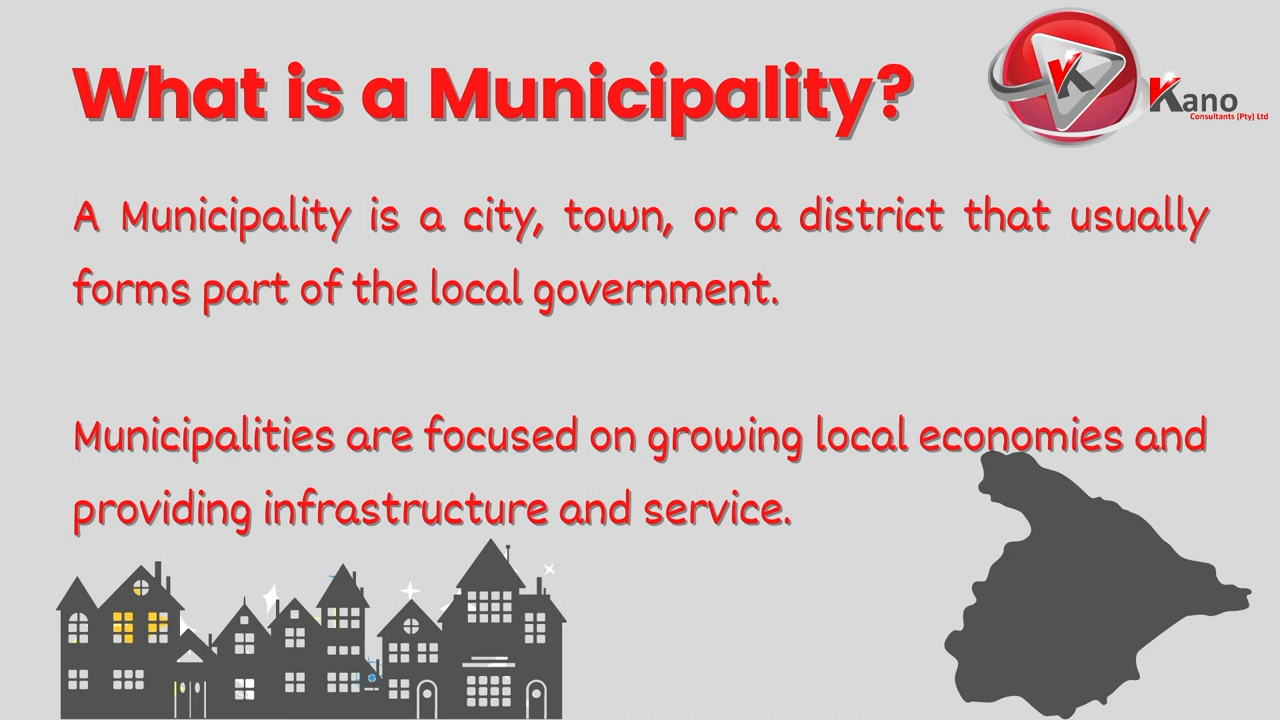 What is a Municipality?
Kano
Consultants (Pty) Ltd
A Municipality is a city, town, or a district that usually
forms part of the local government.
Municipalities are focused on growing local economies and
providing infrastructure and service.